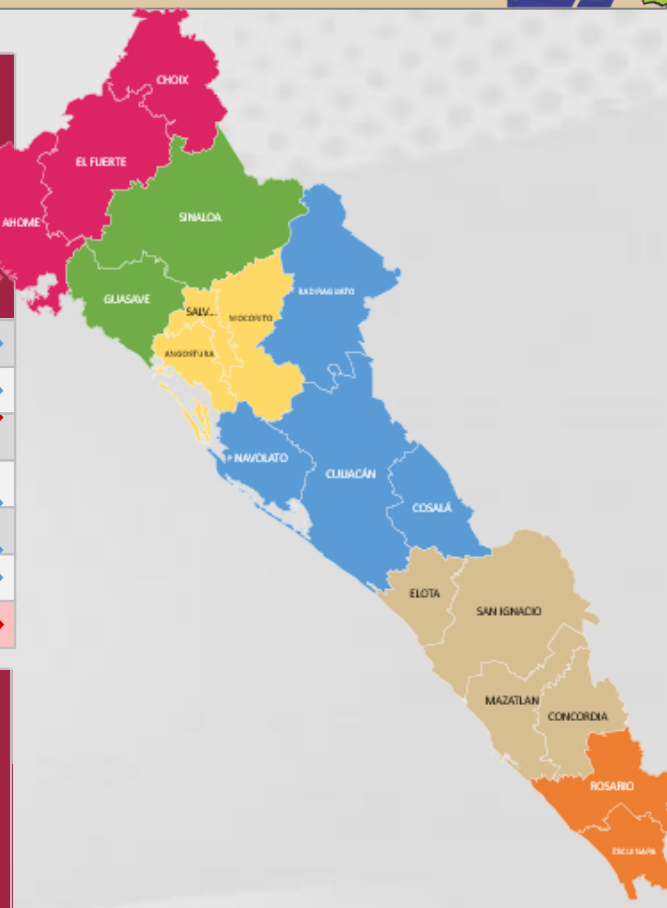 CHOIX
EL FUERTE
AHOME
SINALOA
BADIRAGUATO
GUASAVE
SALV...
MOCORITO
ANGOSTURA
NAVOLATO
CULIACÁN
COSALÁ
ELOTA
SAN IGNACIO
MAZATLAN
CONCORDIA
ROSARIO
ESCUINAPA